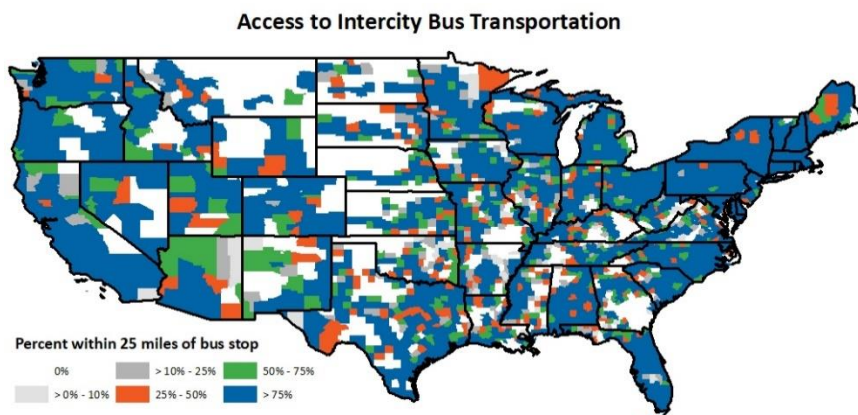 Access to Intercity Bus Transportation
Percent within 25 miles of bus stop
0%
> 10% - 25%
50% - 75%
> 0% - 10%
25% - 50%
> 75%